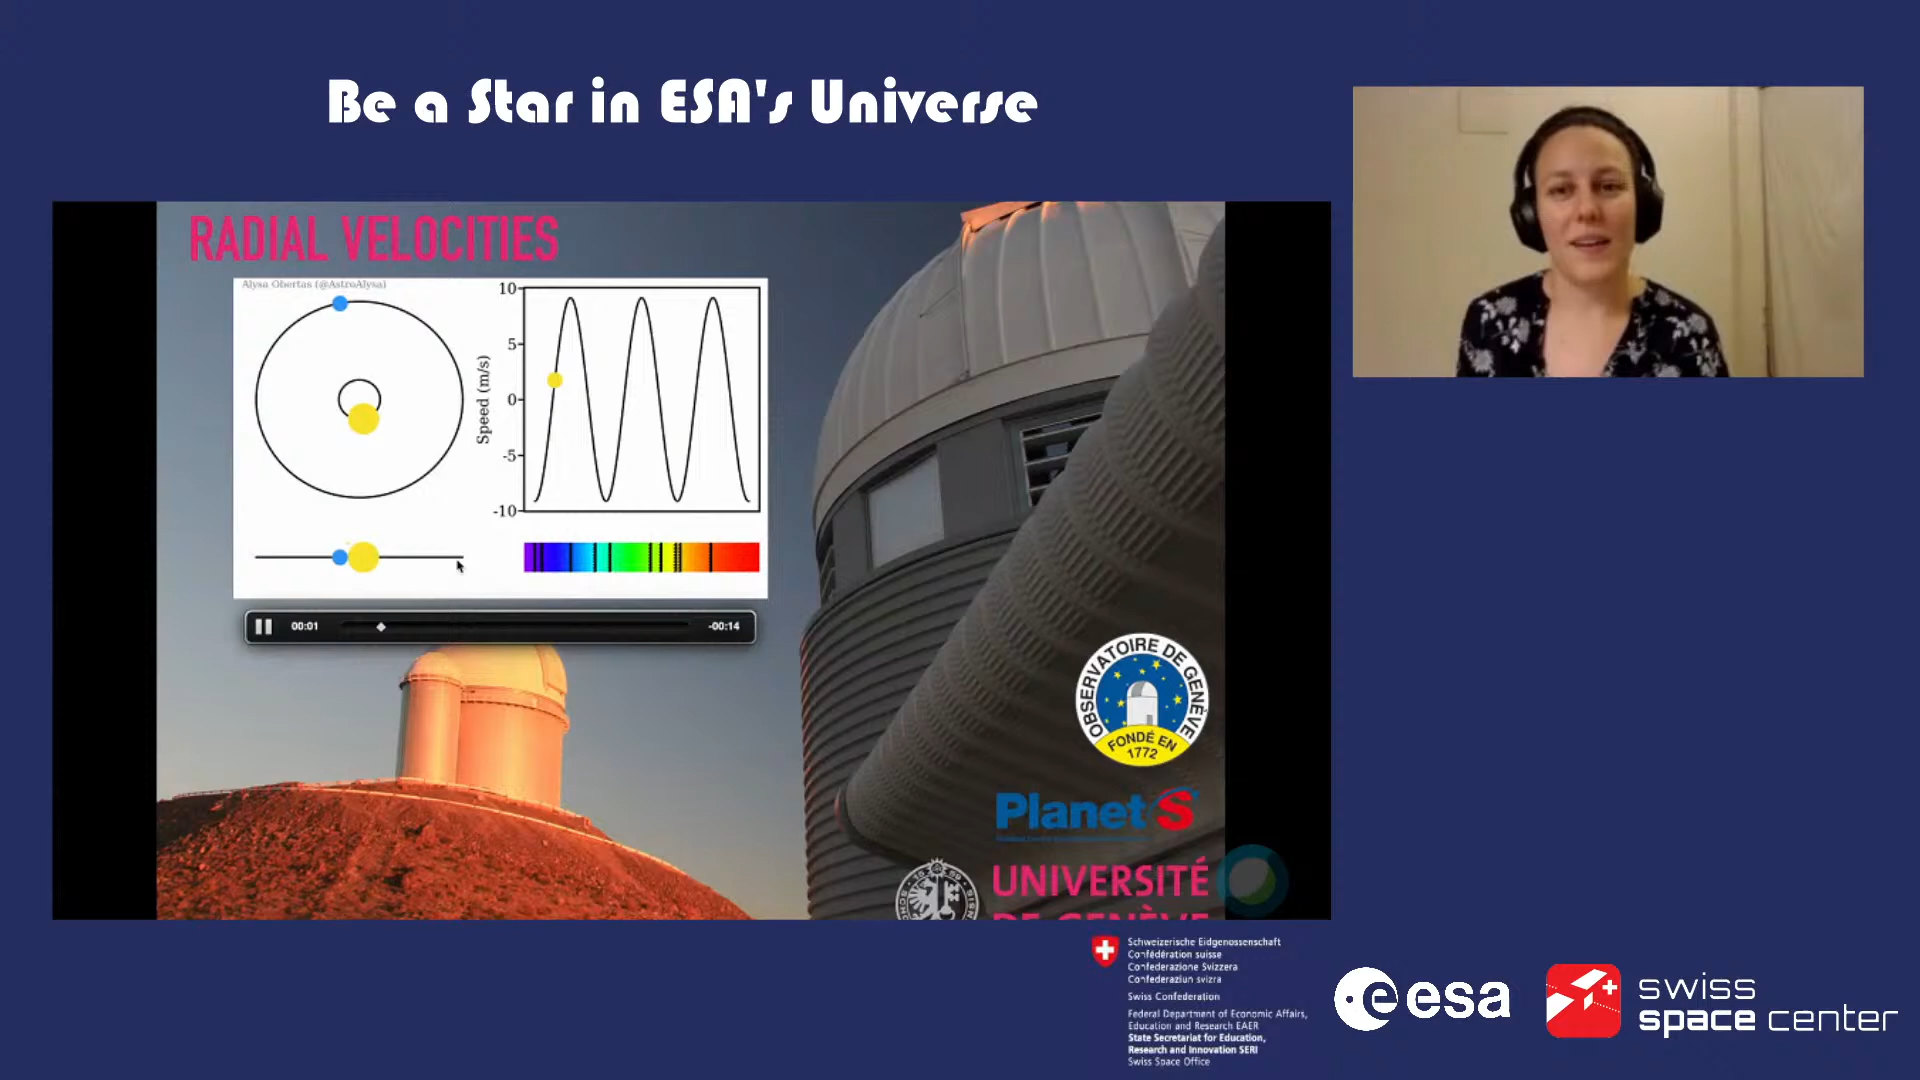 Be a Star in ESA's Universe
RADIAL VELOCITIES
Alysa Obertas (@AstroAlysa)
Speed (m/s)
10
5
0
-5
-10
00:01
-00:14
OBSERVATOIRE DE GENÈVE
FONDÉ EN
1772
Planet S
UNIVERSITÉ
DE GENÈVE
Schweizerische Eidgenossenschaft
Confédération suisse
Confederazione Svizzera
Confederaziun svizra
Swiss Confederation
Federal Department of Economic Affairs,
Education and Research EAER
State Secretariat for Education,
Research and Innovation SERI
Swiss Space Office
esa
swiss
space center